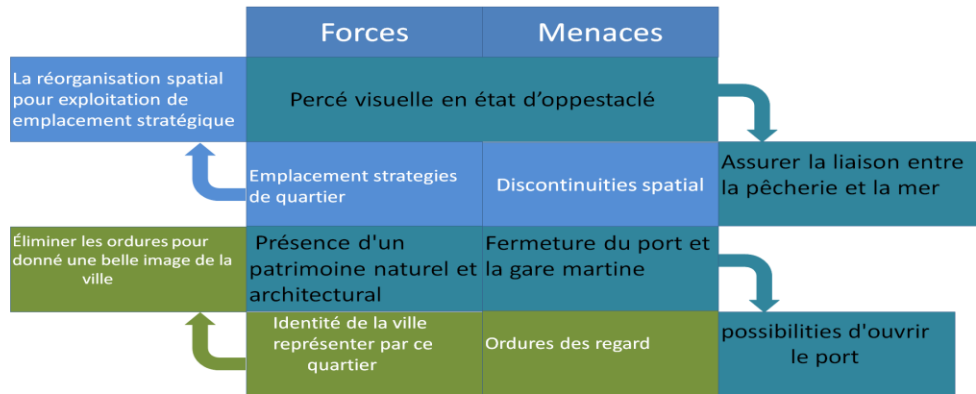 Forces
Menaces
La réorganisation spatial
pour exploitation de
emplacement stratégique
Percé visuelle en état d’oppestaclé
Emplacement strategies
de quartier
Discontinuities spatial
Assurer la liaison entre
la pêcherie et la mer
Éliminer les ordures pour
donné une belle image de la
ville
Présence d'un
patrimoine naturel et
architectural
Fermeture du port et
la gare martine
Identité de la ville
représenter par ce
quartier
Ordures des regard
possibilities d'ouvrir
le port